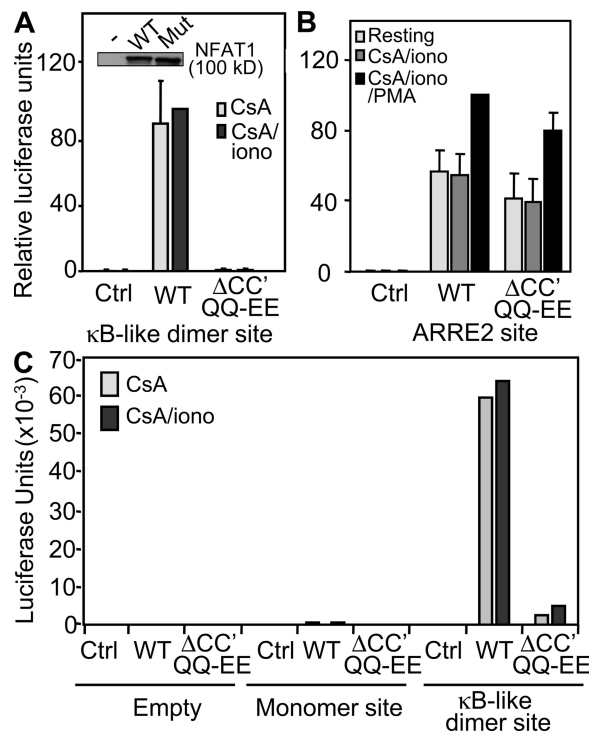 A
- WT Mut
NFAT1
(100 kD)
Relative luciferase units
120
80
40
0
CsA
CsA/
iono
Ctrl WT ΔCC'
QQ-EE
κB-like dimer site
B
Resting
CsA/iono
CsA/iono
/PMA
120
80
40
0
Ctrl WT ΔCC'
QQ-EE
ARRE2 site
C
Luciferase Units (x10⁻³)
70
60
50
40
30
20
10
0
CsA
CsA/iono
Ctrl WT ΔCC' Ctrl WT ΔCC' Ctrl WT ΔCC'
QQ-EE QQ-EE QQ-EE
Empty Monomer site κB-like
dimer site